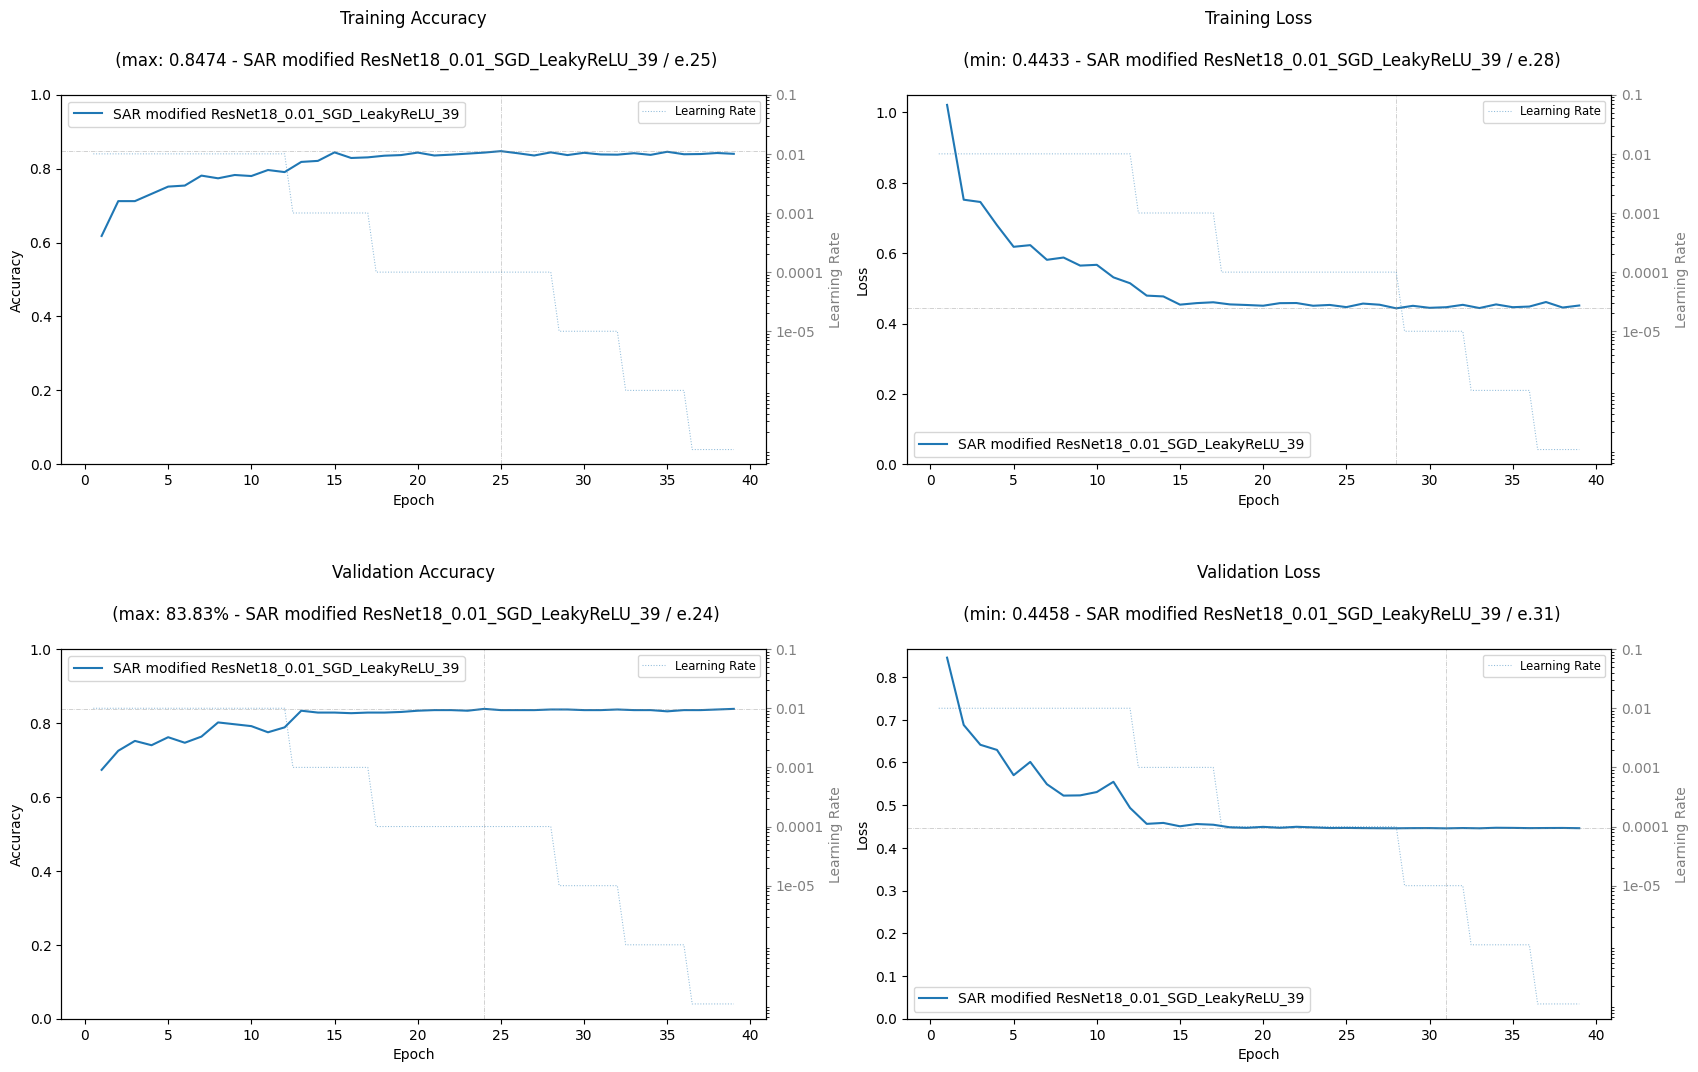 Training Accuracy
(max: 0.8474 - SAR modified ResNet18_0.01_SGD_LeakyReLU_39 / e.25)
SAR modified ResNet18_0.01_SGD_LeakyReLU_39
Learning Rate
1.0
0.8
0.6
0.4
0.2
0.0
Accuracy
0.1
0.01
0.001
0.0001
1e-05
Learning Rate
0 5 10 15 20 25 30 35 40
Epoch
Training Loss
(min: 0.4433 - SAR modified ResNet18_0.01_SGD_LeakyReLU_39 / e.28)
Learning Rate
1.0
0.8
0.6
0.4
0.2
0.0
Loss
0.1
0.01
0.001
0.0001
1e-05
Learning Rate
SAR modified ResNet18_0.01_SGD_LeakyReLU_39
0 5 10 15 20 25 30 35 40
Epoch
Validation Accuracy
(max: 83.83% - SAR modified ResNet18_0.01_SGD_LeakyReLU_39 / e.24)
SAR modified ResNet18_0.01_SGD_LeakyReLU_39
Learning Rate
1.0
0.8
0.6
0.4
0.2
0.0
Accuracy
0.1
0.01
0.001
0.0001
1e-05
Learning Rate
0 5 10 15 20 25 30 35 40
Epoch
Validation Loss
(min: 0.4458 - SAR modified ResNet18_0.01_SGD_LeakyReLU_39 / e.31)
Learning Rate
0.8
0.7
0.6
0.5
0.4
0.3
0.2
0.1
0.0
Loss
0.1
0.01
0.001
0.0001
1e-05
Learning Rate
SAR modified ResNet18_0.01_SGD_LeakyReLU_39
0 5 10 15 20 25 30 35 40
Epoch